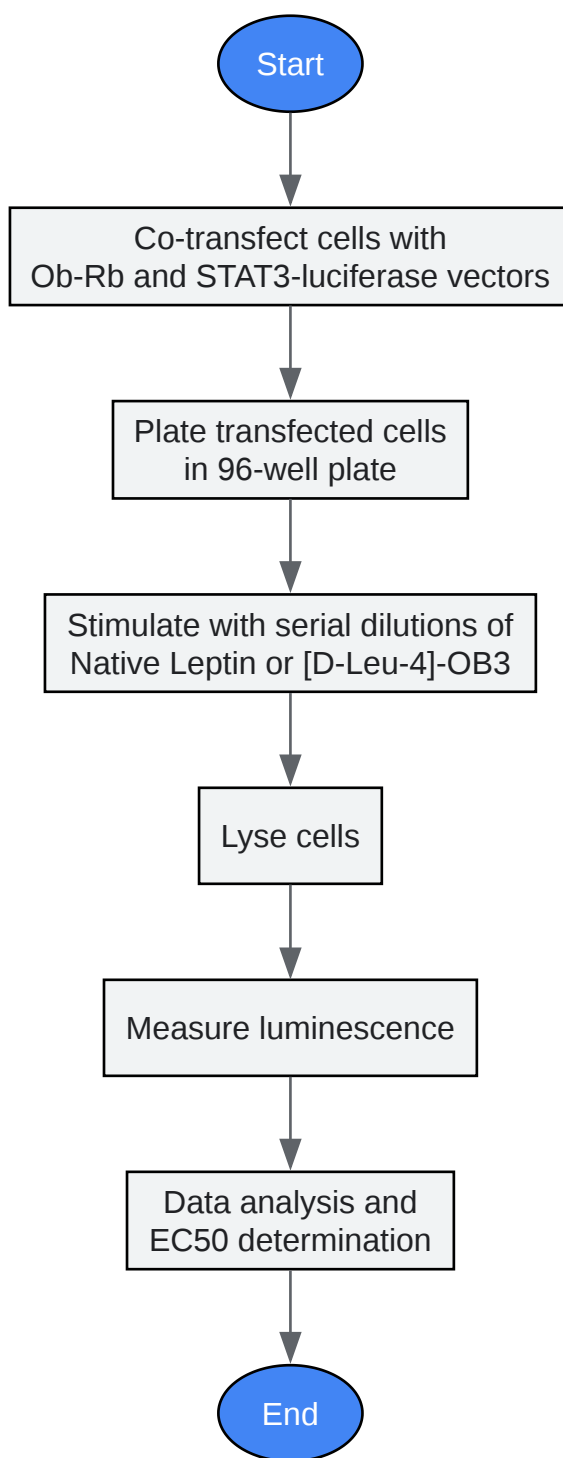 Start
Co-transfect cells with
Ob-Rb and STAT3-luciferase vectors
Plate transfected cells
in 96-well plate
Stimulate with serial dilutions of
Native Leptin or [D-Leu-4]-OB3
Lyse cells
Measure luminescence
Data analysis and
EC50 determination
End